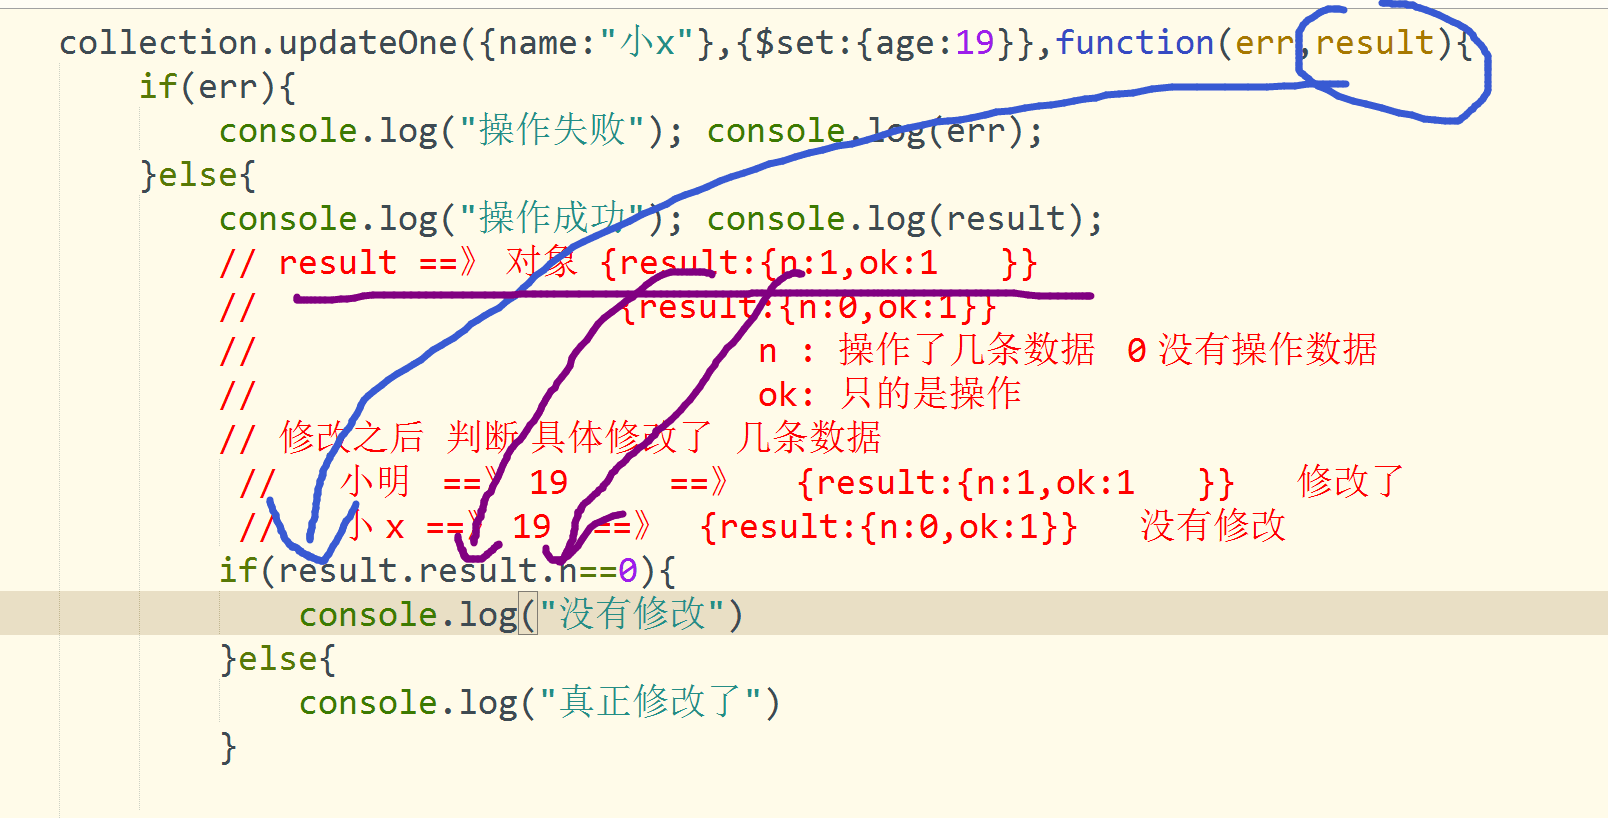 collection.updateOne({name:"小x"},{$set:{age:19}},function(err,result){
if(err){
console.log("操作失败"); console.log(err);
}else{
console.log("操作成功"); console.log(result);
// result ==》 对象 {result:{n:1,ok:1 }}
// {result:{n:0,ok:1}}
// n : 操作了几条数据 0 没有操作数据
// ok: 只的是操作
// 修改之后 判断 具体修改了 几条数据
// 小明 ==》 19 ==》 {result:{n:1,ok:1 }} 修改了
// 小 x ==》 19 ==》 {result:{n:0,ok:1}} 没有修改
if(result.result.n==0){
console.log("没有修改")
}else{
console.log("真正修改了")
}